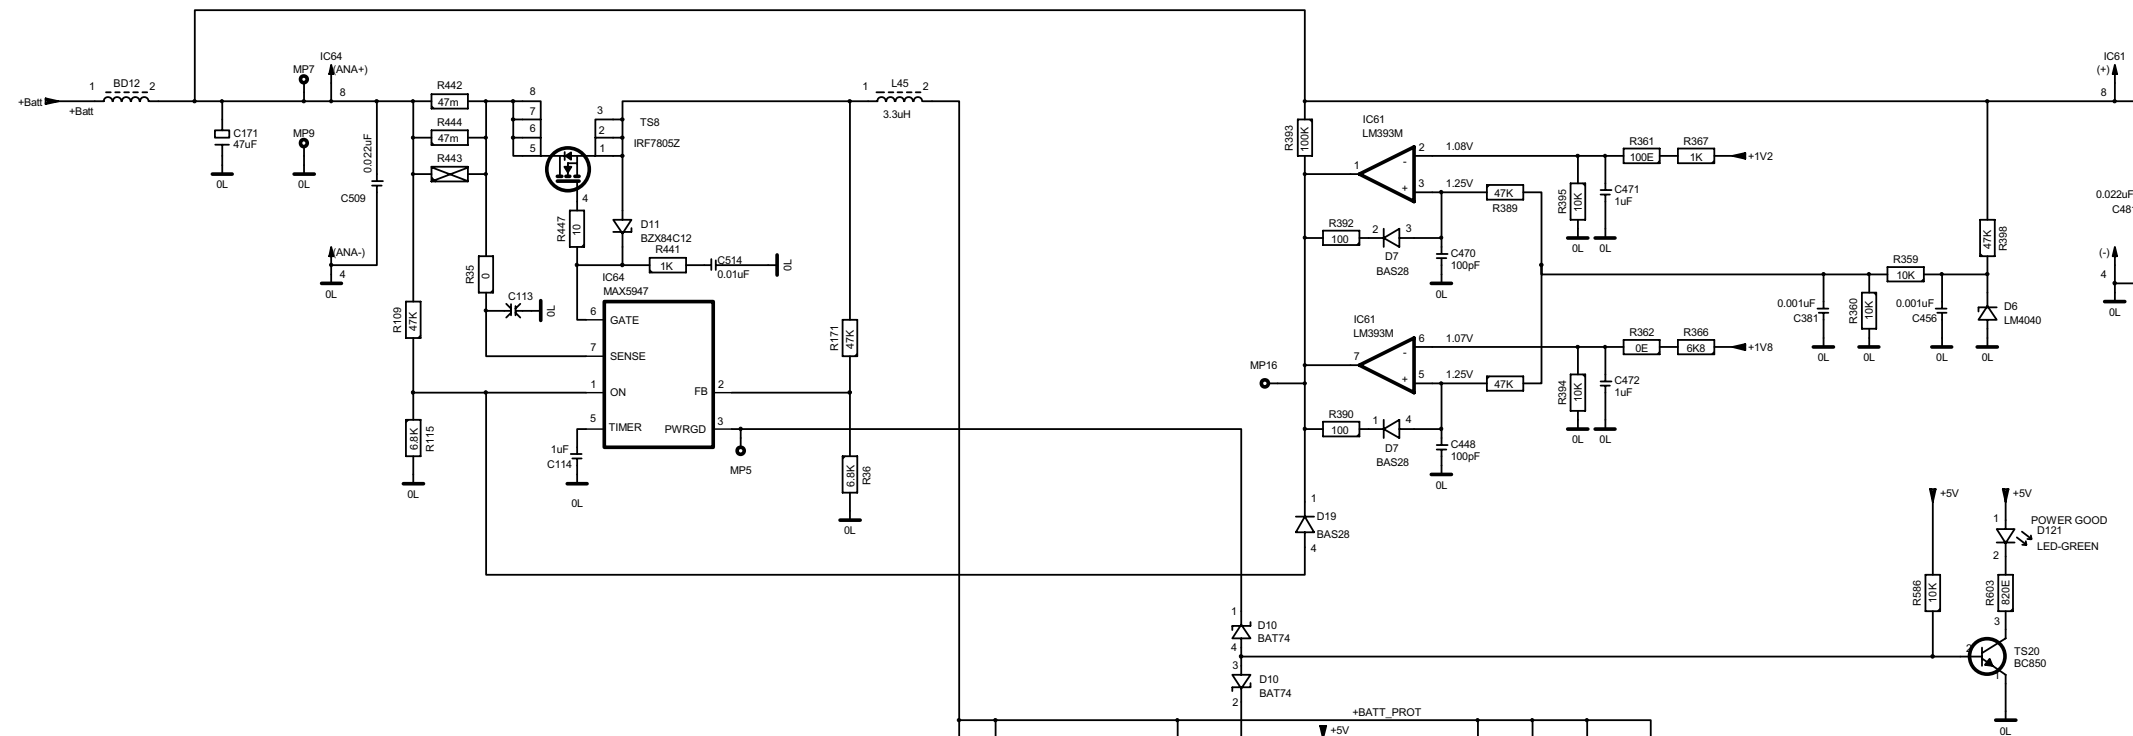 +Batt
+Batt
1
BD12
2
C171
47uF
0L
MP7
MP9
0L
IC64
(ANA+)
8
0.022uF
C509
(ANA-)
4
0L
R442
47m
R444
47m
R443
R109
47K
R115
6.8K
0L
R35
0
C113
0L
8
7
6
5
3
2
1
TS8
IRF7805Z
4
R447
10
D11
BZX84C12
R441
1K
C514
0.01uF
0L
IC64
MAX5947
6
GATE
7
SENSE
1
ON
5
TIMER
FB
2
PWRGD
3
1uF
C114
0L
MP5
R171
47K
R36
6.8K
0L
1
L45
2
3.3uH
R393
100K
IC61
LM393M
1
2
-
3
+
1.08V
1.25V
47K
R389
R392
100
2
3
D7
BAS28
C470
100pF
0L
R361
100E
R367
1K
+1V2
R395
10K
0L
C471
1uF
0L
IC61
LM393M
7
6
-
5
+
1.07V
1.25V
47K
MP16
R390
100
1
4
D7
BAS28
C448
100pF
0L
R362
0E
R366
6K8
+1V8
R394
10K
0L
C472
1uF
0L
1
D19
BAS28
4
0.001uF
C381
0L
R360
10K
0L
R359
10K
0.001uF
C456
0L
R398
47K
D6
LM4040
0L
IC61
(+)
8
0.022uF
C481
(-)
4
0L
1
D10
BAT74
4
3
D10
BAT74
2
+BATT_PROT
+5V
+5V
+5V
1
POWER GOOD
D121
LED-GREEN
2
R586
10K
R603
820E
3
2
TS20
BC850
1
0L